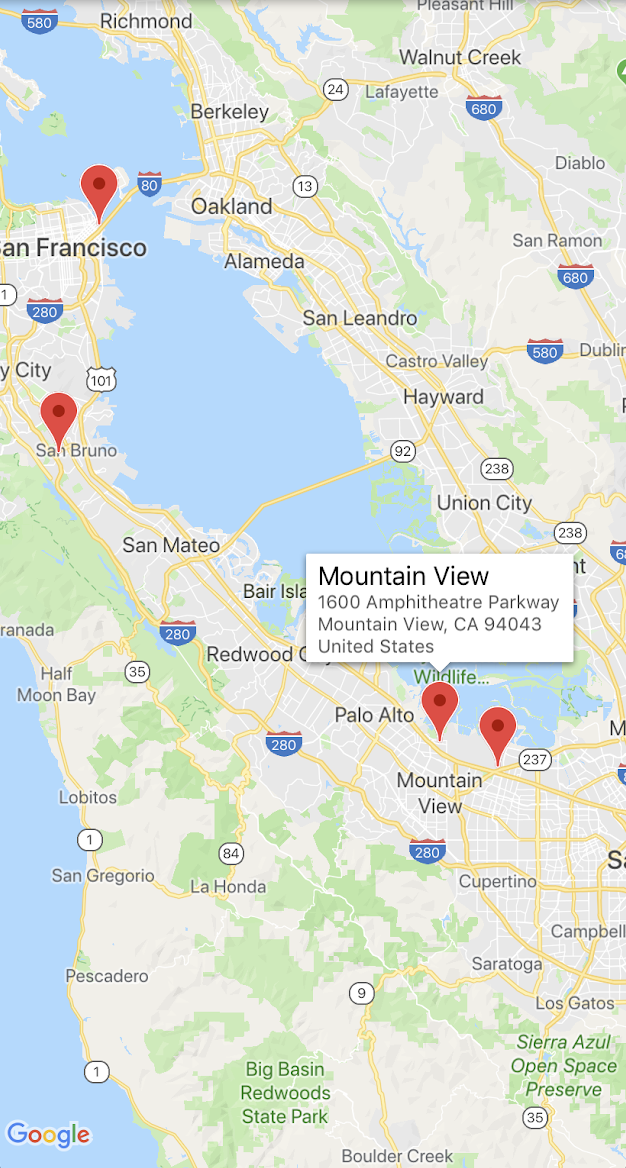 Pleasant Hill
580
Richmond
Walnut Creek
24
Lafayette
680
Berkeley
Diablo
80
13
Oakland
San Ramon
an Francisco
Alameda
680
1
280
San Leandro
580
Dublin
Castro Valley
y City
101
Hayward
San Bruno
92
238
Union City
238
68
San Mateo
nt
Mountain View
1600 Amphitheatre Parkway
Mountain View, CA 94043
United States
Bair Isla
ranada
280
Redwood C
35
Half
Moon Bay
Wildlife...
Palo Alto
M
280
237
Mountain
View
Lobitos
1
84
280
San Gregorio
La Honda
Cupertino
Sa
Campbell
Pescadero
Saratoga
9
Los Gatos
Sierra Azul
Open Space
Preserve
1
Big Basin
Redwoods
State Park
35
Google
Boulder Creek